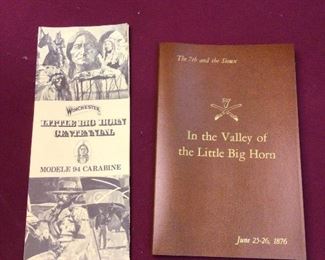 WINCHESTER
LITTLE BIG HORN
CENTENNIAL
MODELE 94 CARABINE
The 7th and the Sioux
7
In the Valley of
the Little Big Horn
June 25-26, 1876